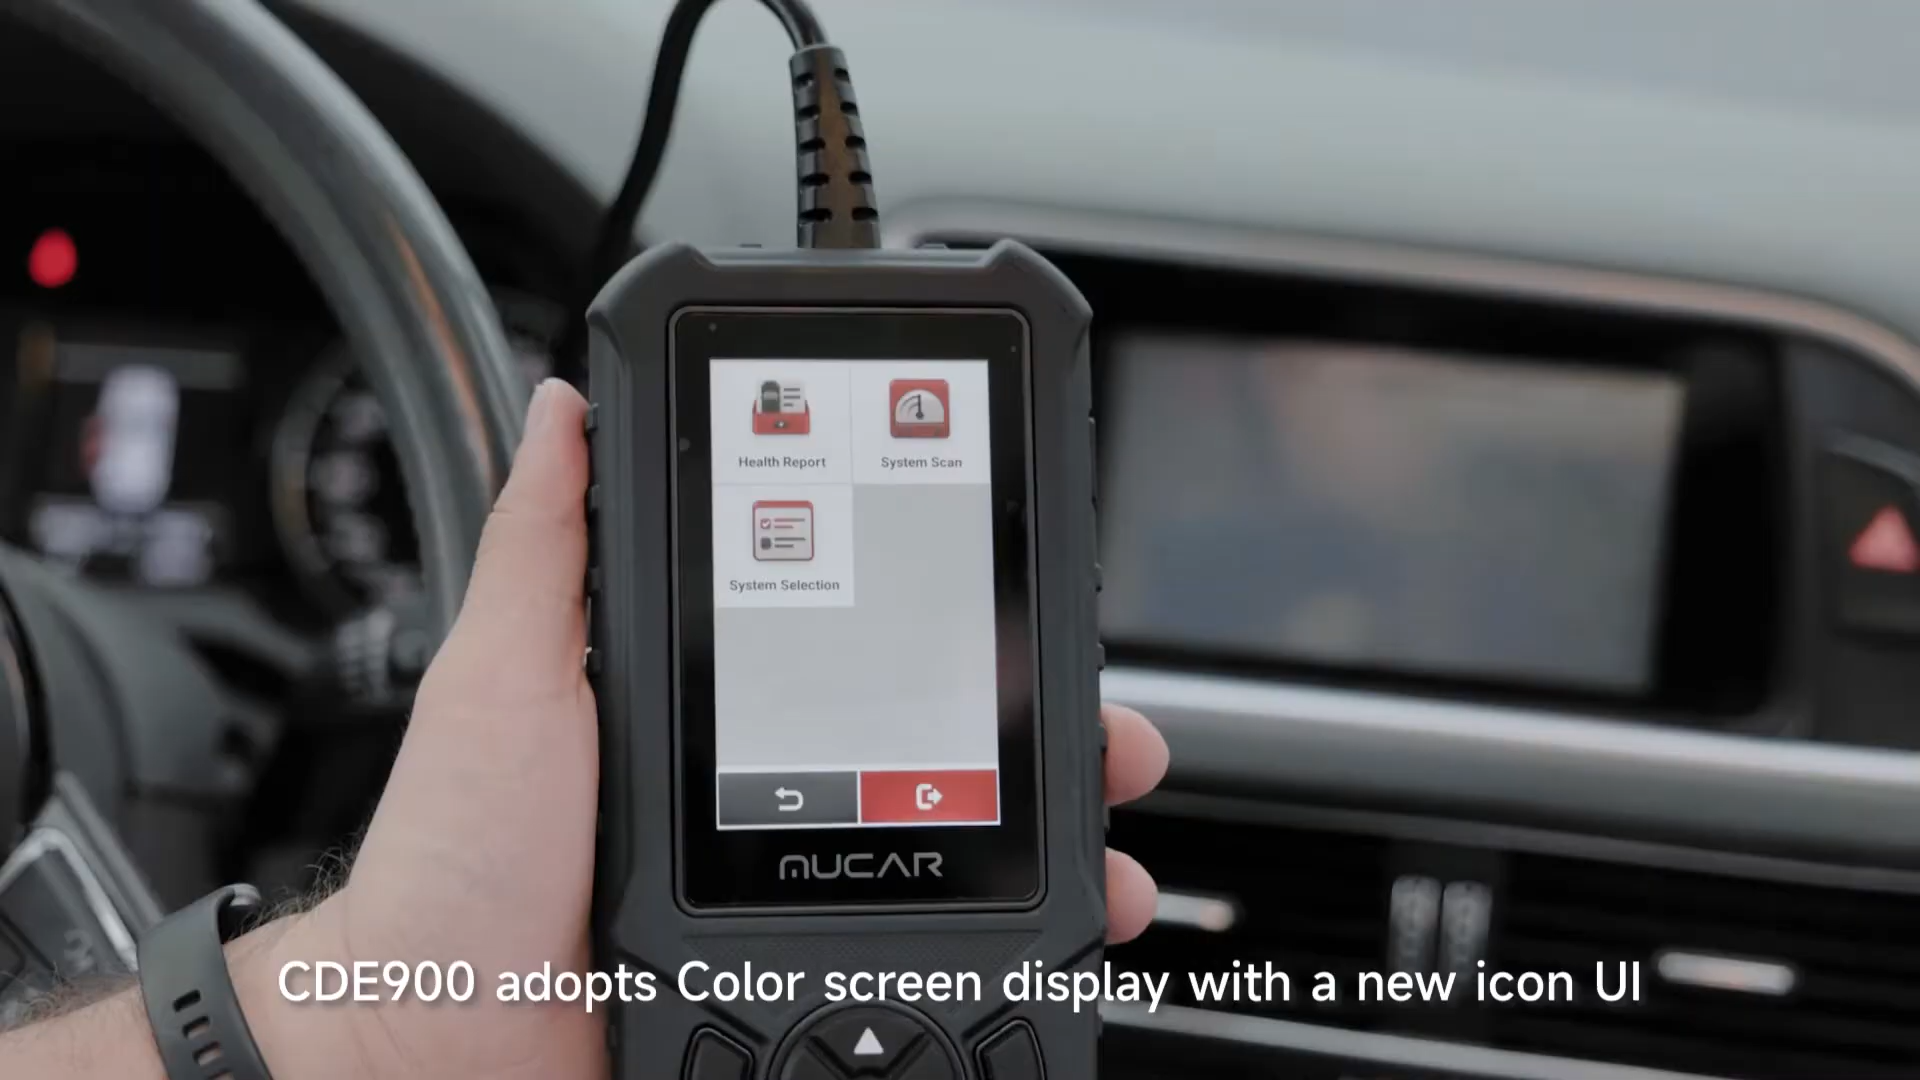 Health Report
System Scan
System Selection
MUCAR
CDE900 adopts Color screen display with a new icon UI